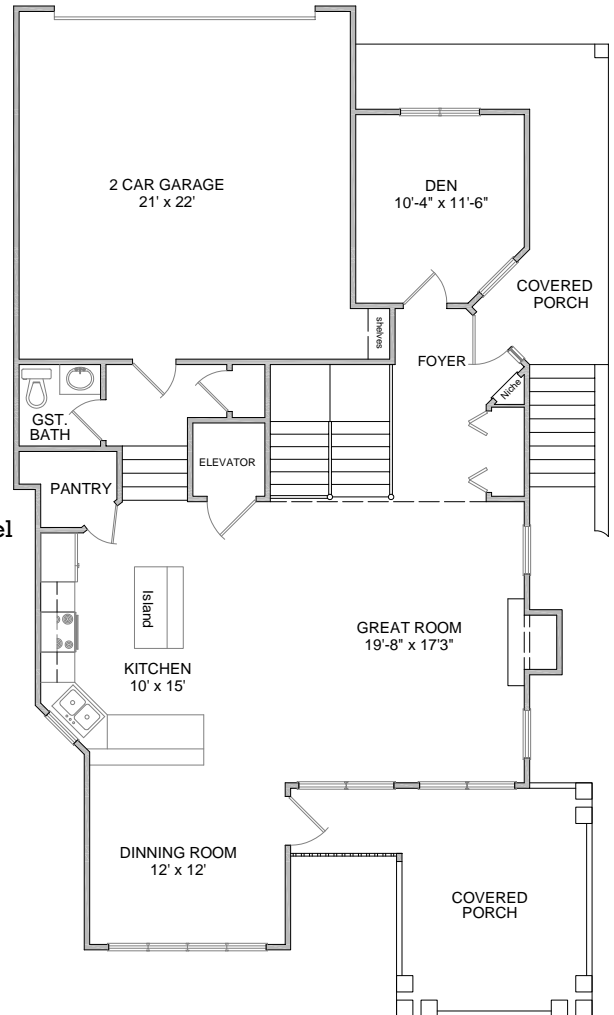 2 CAR GARAGE
21' x 22'
DEN
10'-4" x 11'-6"
COVERED
PORCH
shelves
FOYER
Niche
GST.
BATH
ELEVATOR
PANTRY
el
Island
GREAT ROOM
19'-8" x 17'3"
KITCHEN
10' x 15'
DINNING ROOM
12' x 12'
COVERED
PORCH